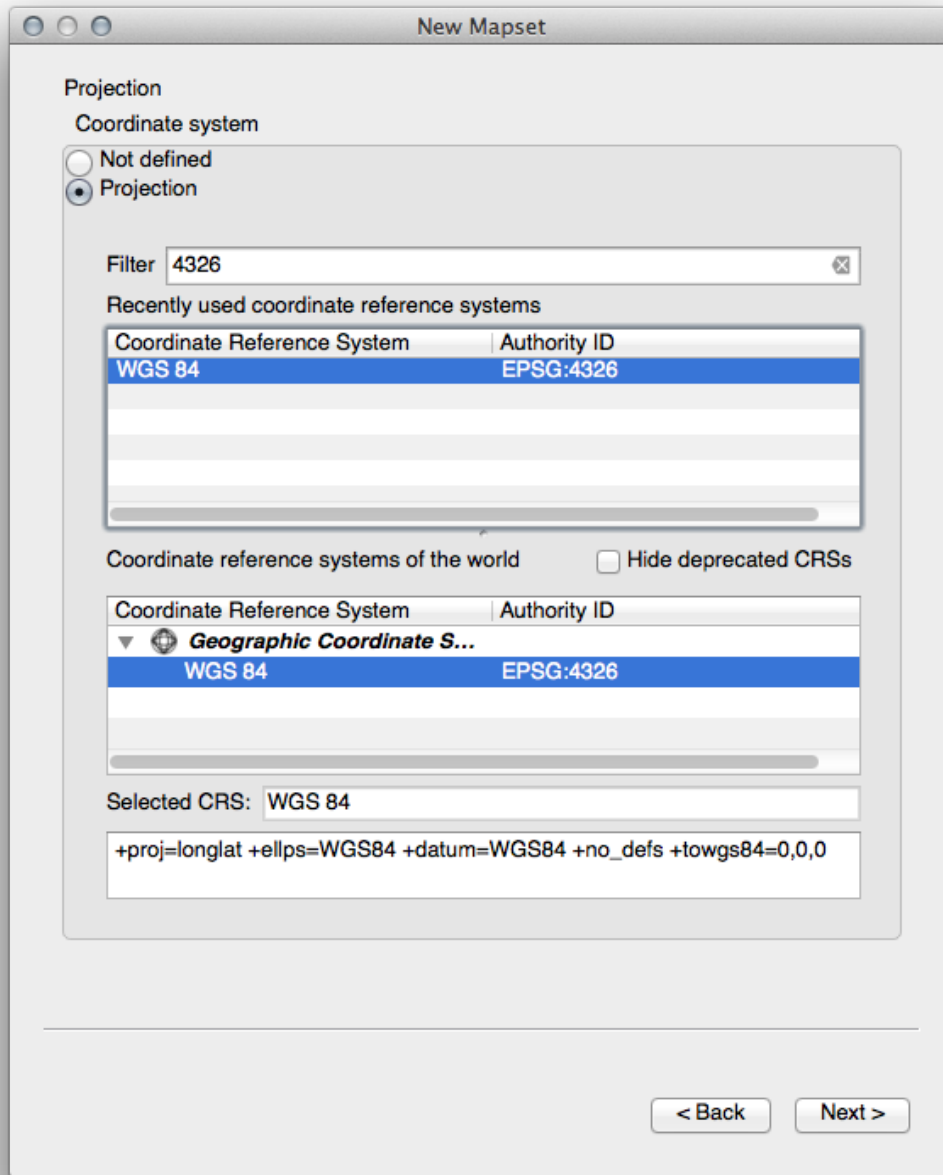 New Mapset
Projection
Coordinate system
Not defined
Projection
Filter 4326
Recently used coordinate reference systems
Coordinate Reference System Authority ID
WGS 84 EPSG:4326
Coordinate reference systems of the world Hide deprecated CRSs
Coordinate Reference System Authority ID
Geographic Coordinate S...
WGS 84 EPSG:4326
Selected CRS: WGS 84
+proj=longlat +ellps=WGS84 +datum=WGS84 +no_defs +towgs84=0,0,0
< Back Next >